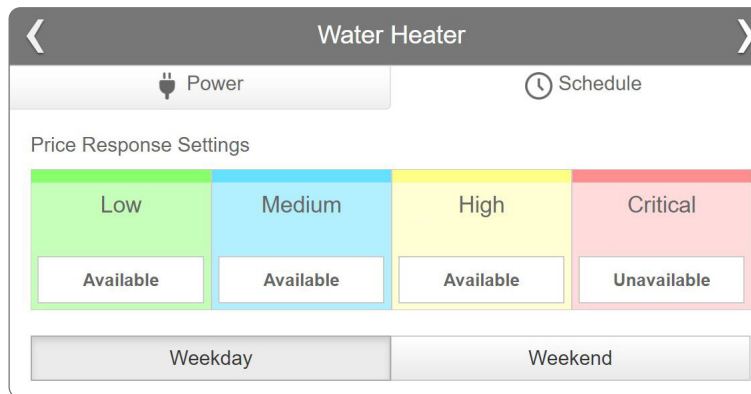 Water Heater
Power
Schedule
Price Response Settings
Low
Medium
High
Critical
Available
Available
Available
Unavailable
Weekday
Weekend